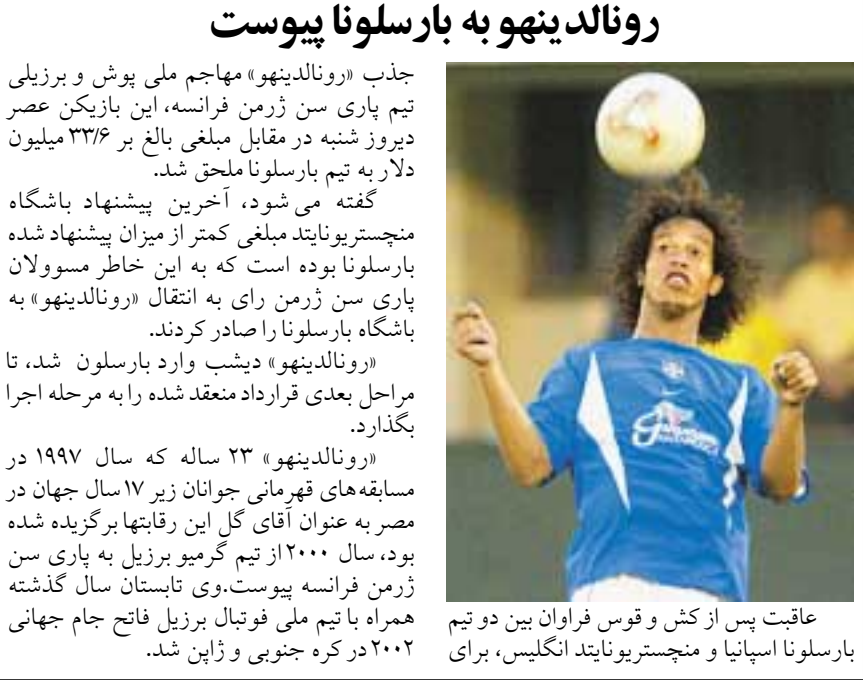 رونالدینهو به بارسلونا پیوست
عاقبت پس از کش و قوس فراوان بین دو تیم
بارسلونا اسپانیا و منچستریونایتد انگلیس، برای
جذب «رونالدینهو» مهاجم ملی پوش و برزیلی
تیم پاری سن ژرمن فرانسه، این بازیکن عصر
دیروز شنبه در مقابل مبلغی بالغ بر ۳۳/۶ میلیون
دلار به تیم بارسلونا ملحق شد.
گفته می شود، آخرین پیشنهاد باشگاه
منچستریونایتد مبلغی کمتر از میزان پیشنهاد شده
بارسلونا بوده است که به این خاطر مسوولان
پاری سن ژرمن رای به انتقال «رونالدینهو» به
باشگاه بارسلونا را صادر کردند.
«رونالدینهو» دیشب وارد بارسلون شد، تا
مراحل بعدی قرارداد منعقد شده را به مرحله اجرا
بگذارد.
«رونالدینهو» ۲۳ ساله که سال ۱۹۹۷ در
مسابقه‌های قهرمانی جوانان زیر ۱۷ سال جهان در
مصر به عنوان آقای گل این رقابتها برگزیده شده
بود، سال ۲۰۰۰ از تیم گرمیو برزیل به پاری سن
ژرمن فرانسه پیوست.وی تابستان سال گذشته
همراه با تیم ملی فوتبال برزیل فاتح جام جهانی
۲۰۰۲ در کره جنوبی و ژاپن شد.